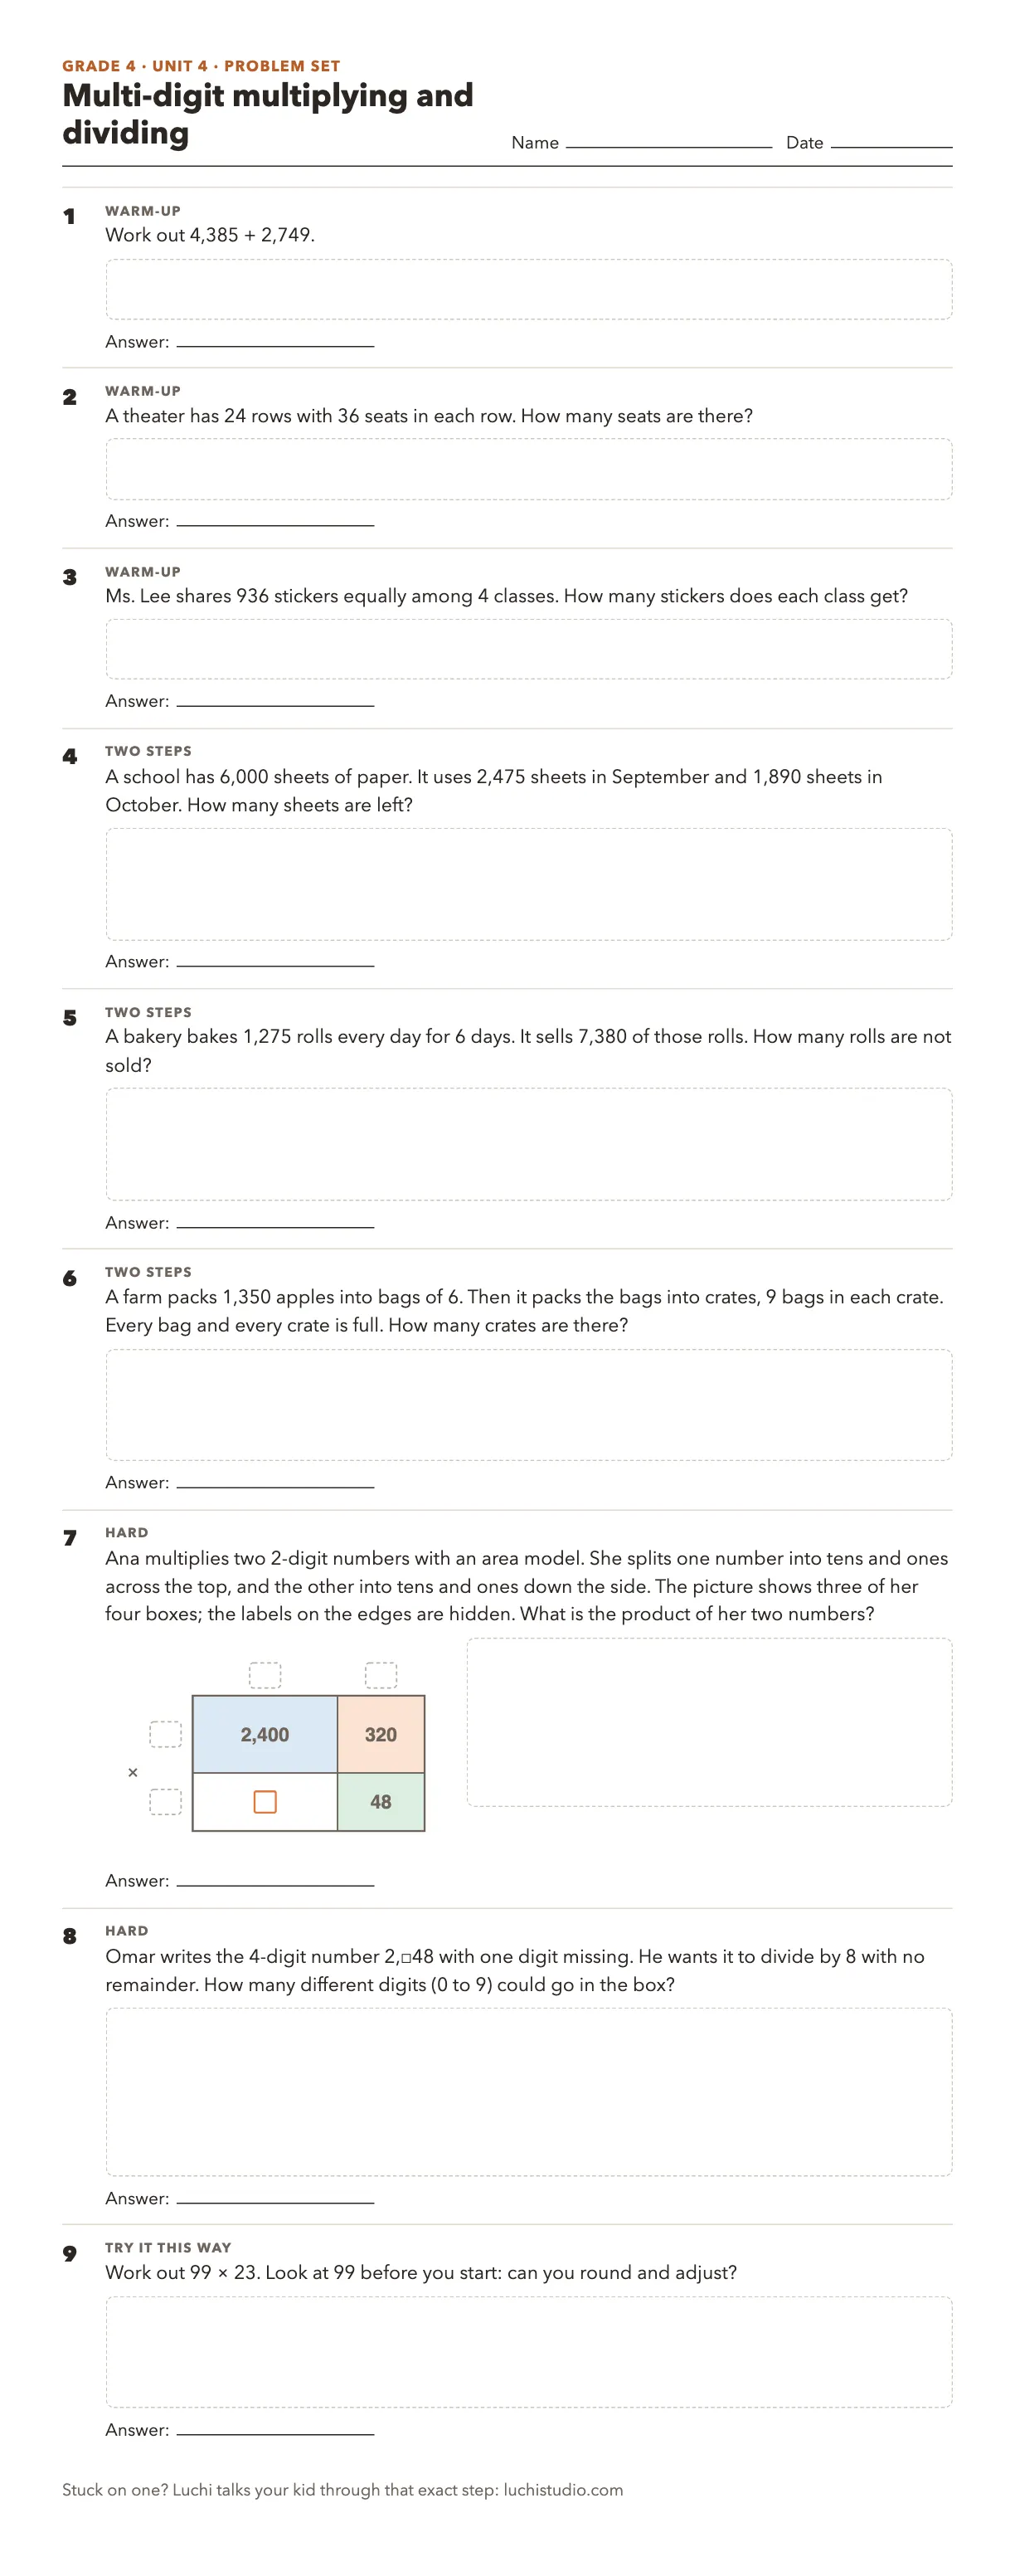 GRADE 4 · UNIT 4 · PROBLEM SET
Multi-digit multiplying and
dividing
Name
Date
1
WARM-UP
Work out 4,385 + 2,749.
Answer:
2
WARM-UP
A theater has 24 rows with 36 seats in each row. How many seats are there?
Answer:
3
WARM-UP
Ms. Lee shares 936 stickers equally among 4 classes. How many stickers does each class get?
Answer:
4
TWO STEPS
A school has 6,000 sheets of paper. It uses 2,475 sheets in September and 1,890 sheets in
October. How many sheets are left?
Answer:
5
TWO STEPS
A bakery bakes 1,275 rolls every day for 6 days. It sells 7,380 of those rolls. How many rolls are not
sold?
Answer:
6
TWO STEPS
A farm packs 1,350 apples into bags of 6. Then it packs the bags into crates, 9 bags in each crate.
Every bag and every crate is full. How many crates are there?
Answer:
7
HARD
Ana multiplies two 2-digit numbers with an area model. She splits one number into tens and ones
across the top, and the other into tens and ones down the side. The picture shows three of her
four boxes; the labels on the edges are hidden. What is the product of her two numbers?
2,400
320
×
48
Answer:
8
HARD
Omar writes the 4-digit number 2,□48 with one digit missing. He wants it to divide by 8 with no
remainder. How many different digits (0 to 9) could go in the box?
Answer:
9
TRY IT THIS WAY
Work out 99 × 23. Look at 99 before you start: can you round and adjust?
Answer:
Stuck on one? Luchi talks your kid through that exact step: luchistudio.com